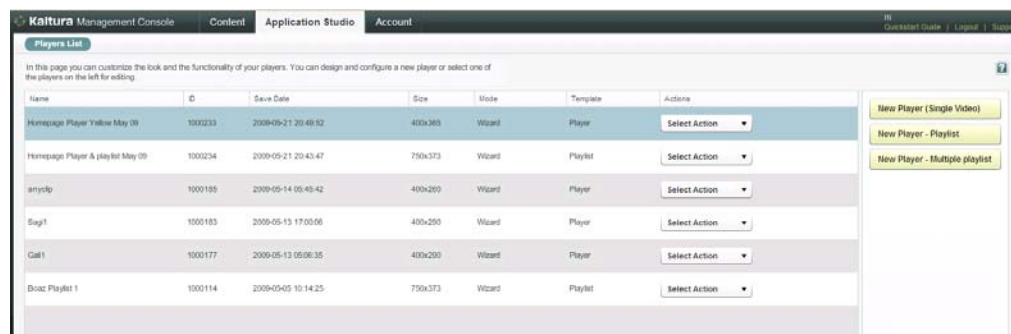 Kaltura Management Console Content Application Studio Account
Hi
Quickstart Guide | Logout | Supp
Players List
In this page you can customize the look and the functionality of your players. You can design and configure a new player or select one of
the players on the left for editing.
Name ID Save Date Size Mode Template Actions
Homepage Player Yellow May 09 1000233 2009-05-21 20:49:52 400x365 Wizard Player Select Action
Homepage Player & playlist May 09 1000234 2009-05-21 20:43:47 750x373 Wizard Playlist Select Action
anyclip 1000185 2009-05-14 05:45:42 400x260 Wizard Player Select Action
Sagi1 1000183 2009-05-13 17:00:06 400x290 Wizard Player Select Action
Gali1 1000177 2009-05-13 05:06:35 400x290 Wizard Player Select Action
Boaz Playlist 1 1000114 2009-05-05 10:14:25 750x373 Wizard Playlist Select Action
New Player (Single Video)
New Player - Playlist
New Player - Multiple playlist